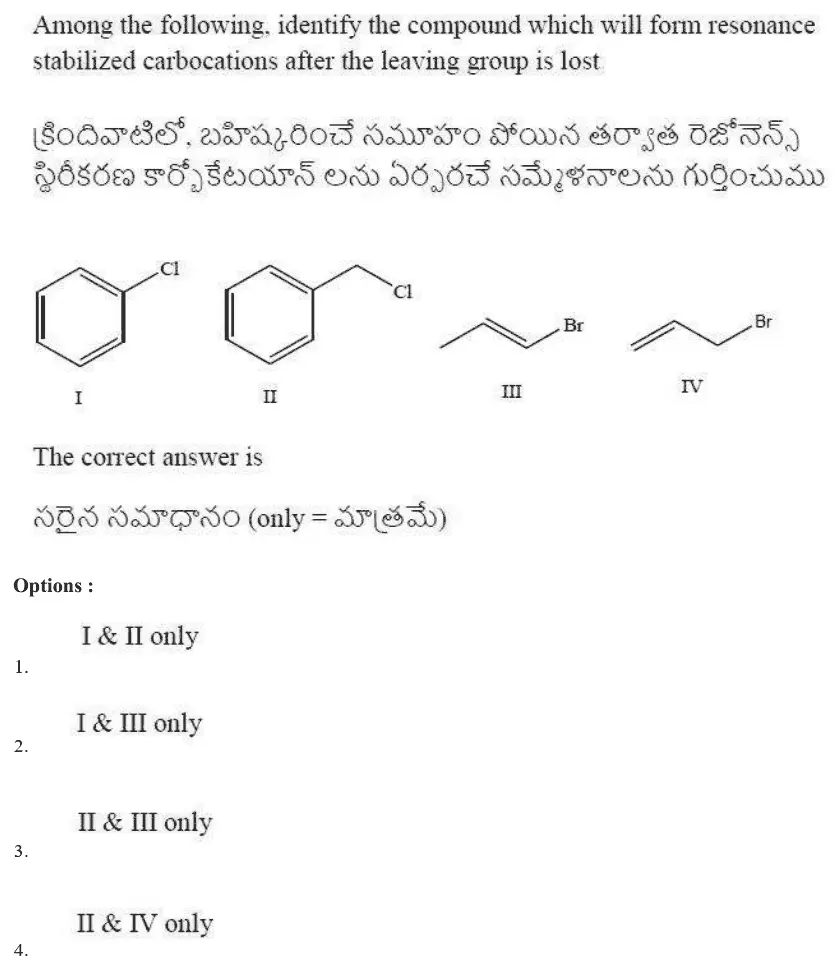 Among the following, identify the compound which will form resonance
stabilized carbocations after the leaving group is lost
క్రిందివాటిలో, బహిష్కరించే సమూహం పోయిన తర్వాత రెజోనెన్స్
స్థిరీకరణ కార్బోకేటయాన్ లను ఏర్పరచే సమ్మేళనాలను గుర్తించుము
Cl
Cl
Br
Br
I
II
III
IV
The correct answer is
సరైన సమాధానం (only = మాత్రమే)
Options :
I & II only
1.
I & III only
2.
II & III only
3.
II & IV only
4.